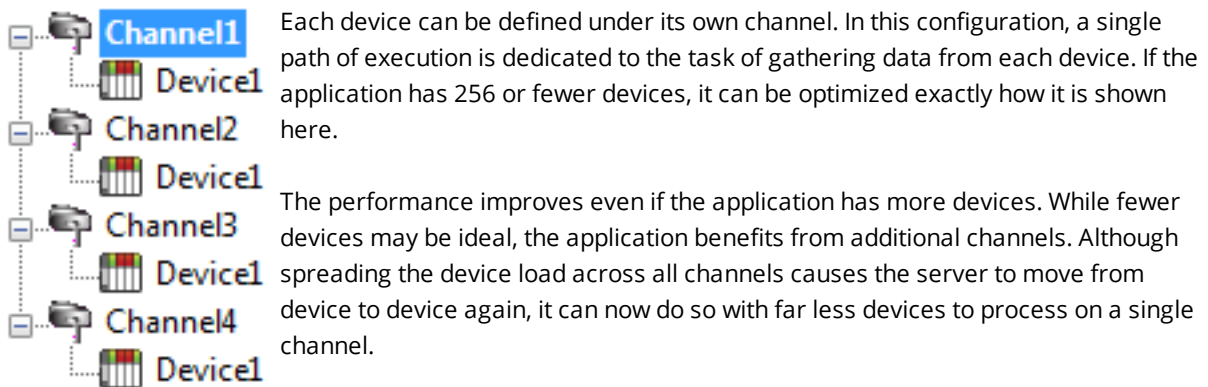 Channel1
Device1
Channel2
Device1
Channel3
Device1
Channel4
Device1
Each device can be defined under its own channel. In this configuration, a single
path of execution is dedicated to the task of gathering data from each device. If the
application has 256 or fewer devices, it can be optimized exactly how it is shown
here.
The performance improves even if the application has more devices. While fewer
devices may be ideal, the application benefits from additional channels. Although
spreading the device load across all channels causes the server to move from
device to device again, it can now do so with far less devices to process on a single
channel.